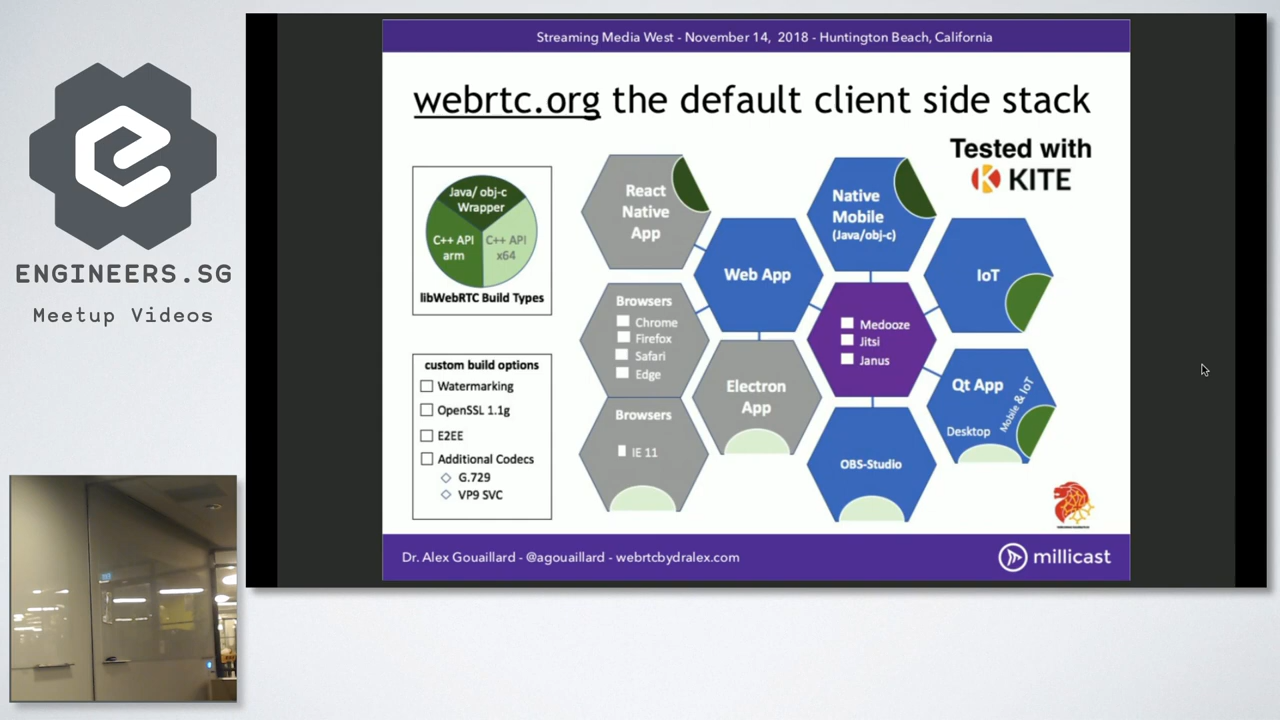 Streaming Media West - November 14, 2018 - Huntington Beach, California
webrtc.org the default client side stack
Tested with
KITE
Java/ obj-c
Wrapper
C++ API
arm
C++ API
x64
libWebRTC Build Types
custom build options
Watermarking
OpenSSL 1.1g
E2EE
Additional Codecs
G.729
VP9 SVC
React
Native
App
Browsers
Chrome
Firefox
Safari
Edge
Browsers
IE 11
Web App
Electron
App
Native
Mobile
(Java/obj-c)
Medooze
Jitsi
Janus
OBS-Studio
IoT
Qt App
Mobile & IoT
Desktop
Dr. Alex Gouaillard - @agouaillard - webrtcbydralex.com
millicast
ENGINEERS.SG
Meetup Videos